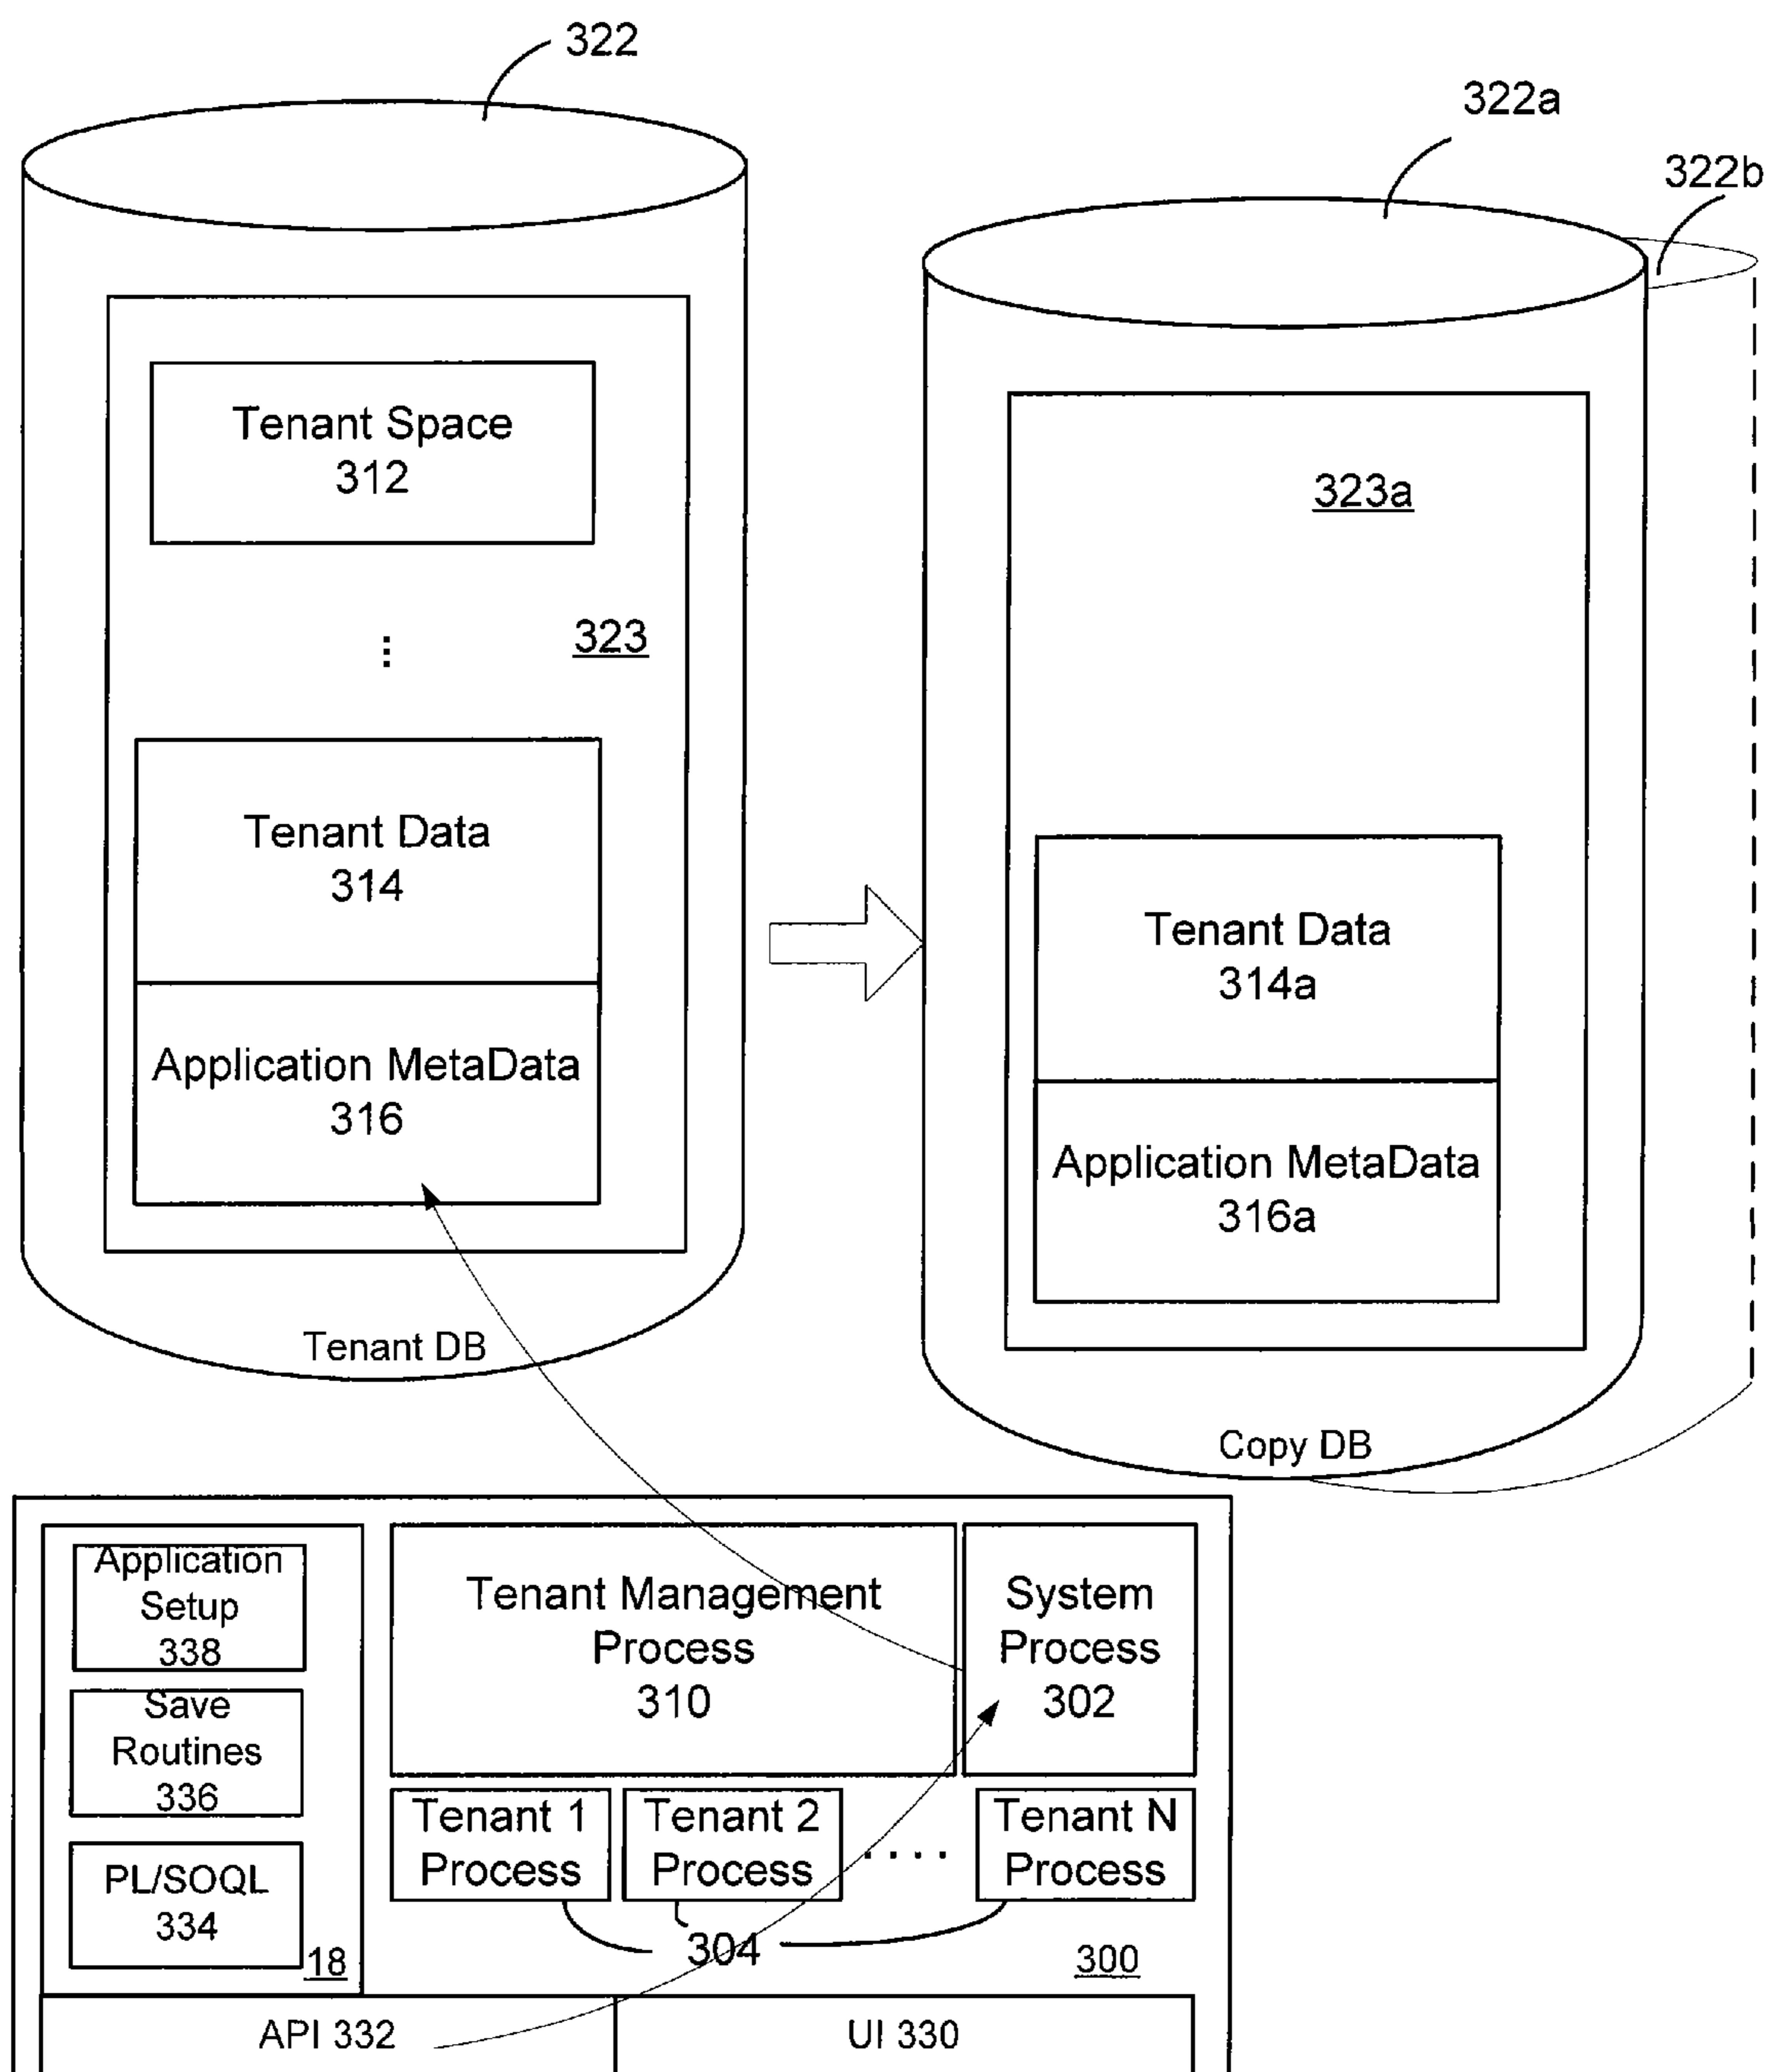 322
322a
322b
Tenant Space
312
323a
323
Tenant Data
314
Tenant Data
314a
Application MetaData
316
Application MetaData
316a
Tenant DB
Copy DB
Application
Setup
338
Tenant Management
Process
310
System
Process
302
Save
Routines
336
Tenant 1
Process
Tenant 2
Process
....
Tenant N
Process
PL/SOQL
334
304
18
300
API 332
UI 330